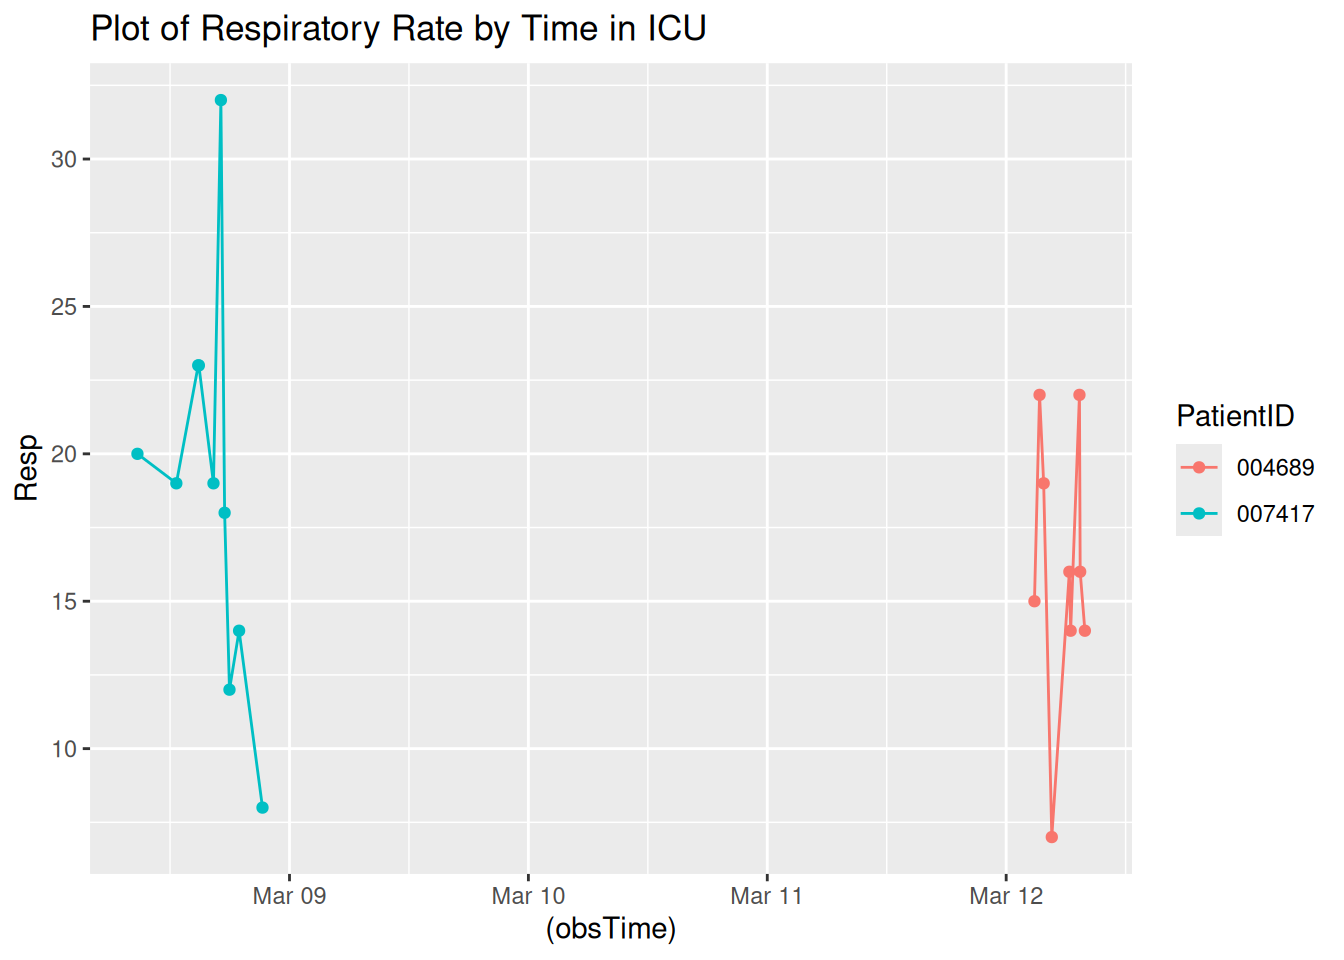 Plot of Respiratory Rate by Time in ICU
30
25
20
15
10
Resp
Mar 09
Mar 10
Mar 11
Mar 12
(obsTime)
PatientID
004689
007417